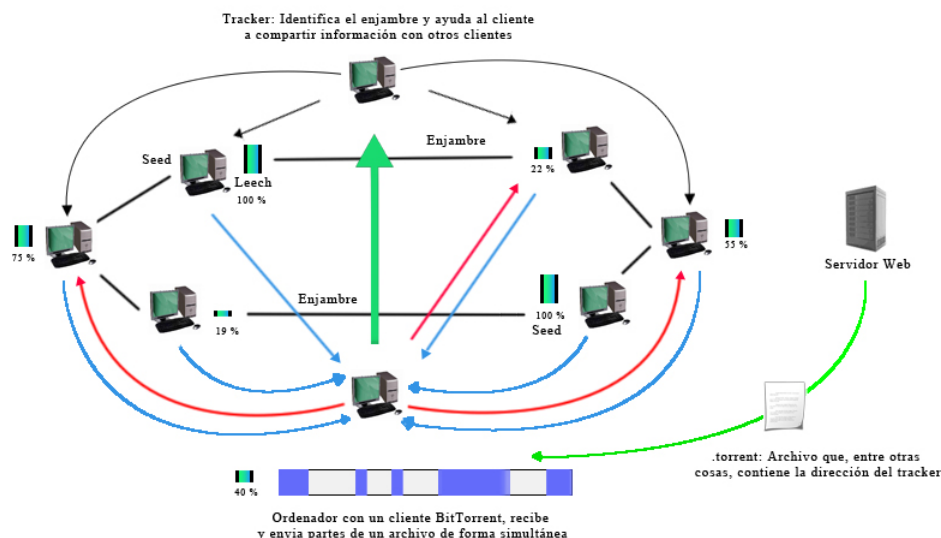 Tracker: Identifica el enjambre y ayuda al cliente
a compartir información con otros clientes
Enjambre
Seed
Leech
100 %
22 %
75 %
55 %
Servidor Web
Enjambre
19 %
100 %
Seed
.torrent: Archivo que, entre otras
cosas, contiene la dirección del tracker
40 %
Ordenador con un cliente BitTorrent, recibe
y envia partes de un archivo de forma simultánea